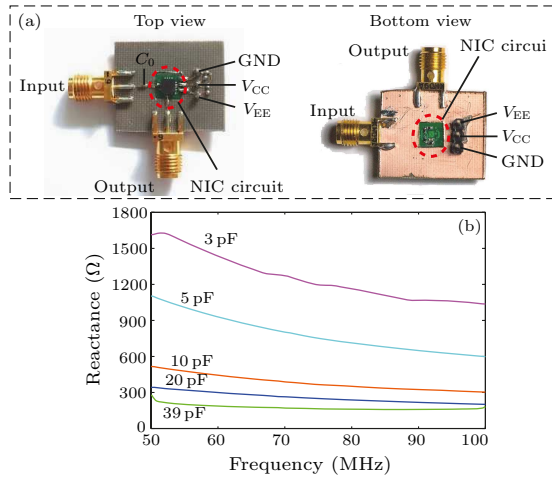 (a)
Top view
Bottom view
C0
GND
VCC
VEE
Input
Output
NIC circuit
Output
NIC circui
Input
VEE
VCC
GND
(b)
Reactance (Ω)
1800
1500
1200
900
600
300
0
3 pF
5 pF
10 pF
20 pF
39 pF
50
60
70
80
90
100
Frequency (MHz)